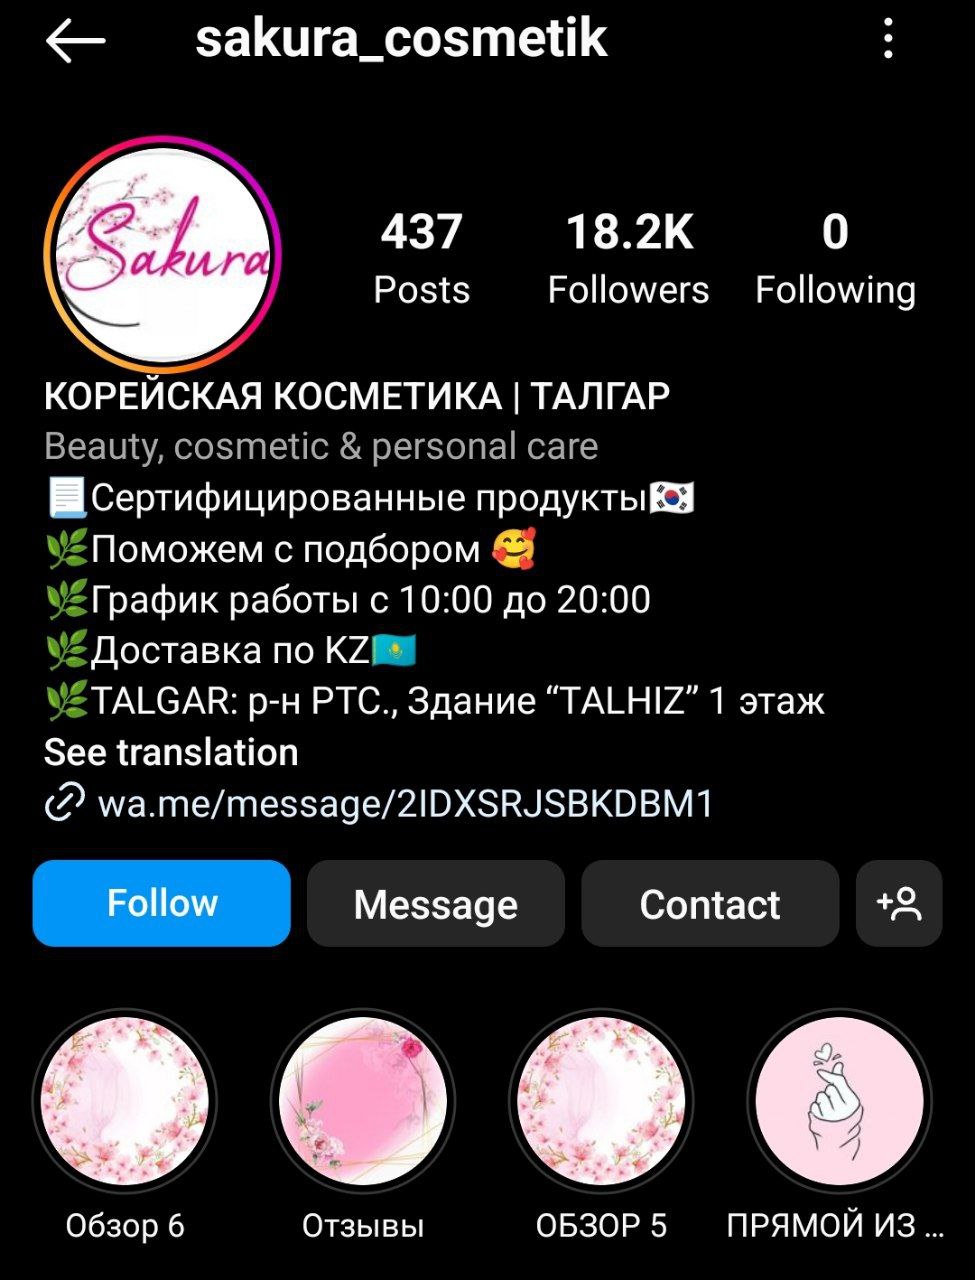 sakura_cosmetik
Sakura
437 18.2K 0
Posts Followers Following
КОРЕЙСКАЯ КОСМЕТИКА | ТАЛГАР
Beauty, cosmetic & personal care
📃Сертифицированные продукты🇰🇷
🌿Поможем с подбором 🥰
🌿График работы с 10:00 до 20:00
🌿Доставка по KZ🇰🇿
🌿TALGAR: р-н РТС., Здание “TALHIZ” 1 этаж
See translation
wa.me/message/2IDXSRJSBKDBM1
Follow Message Contact
Обзор 6 Отзывы ОБЗОР 5 ПРЯМОЙ ИЗ ...